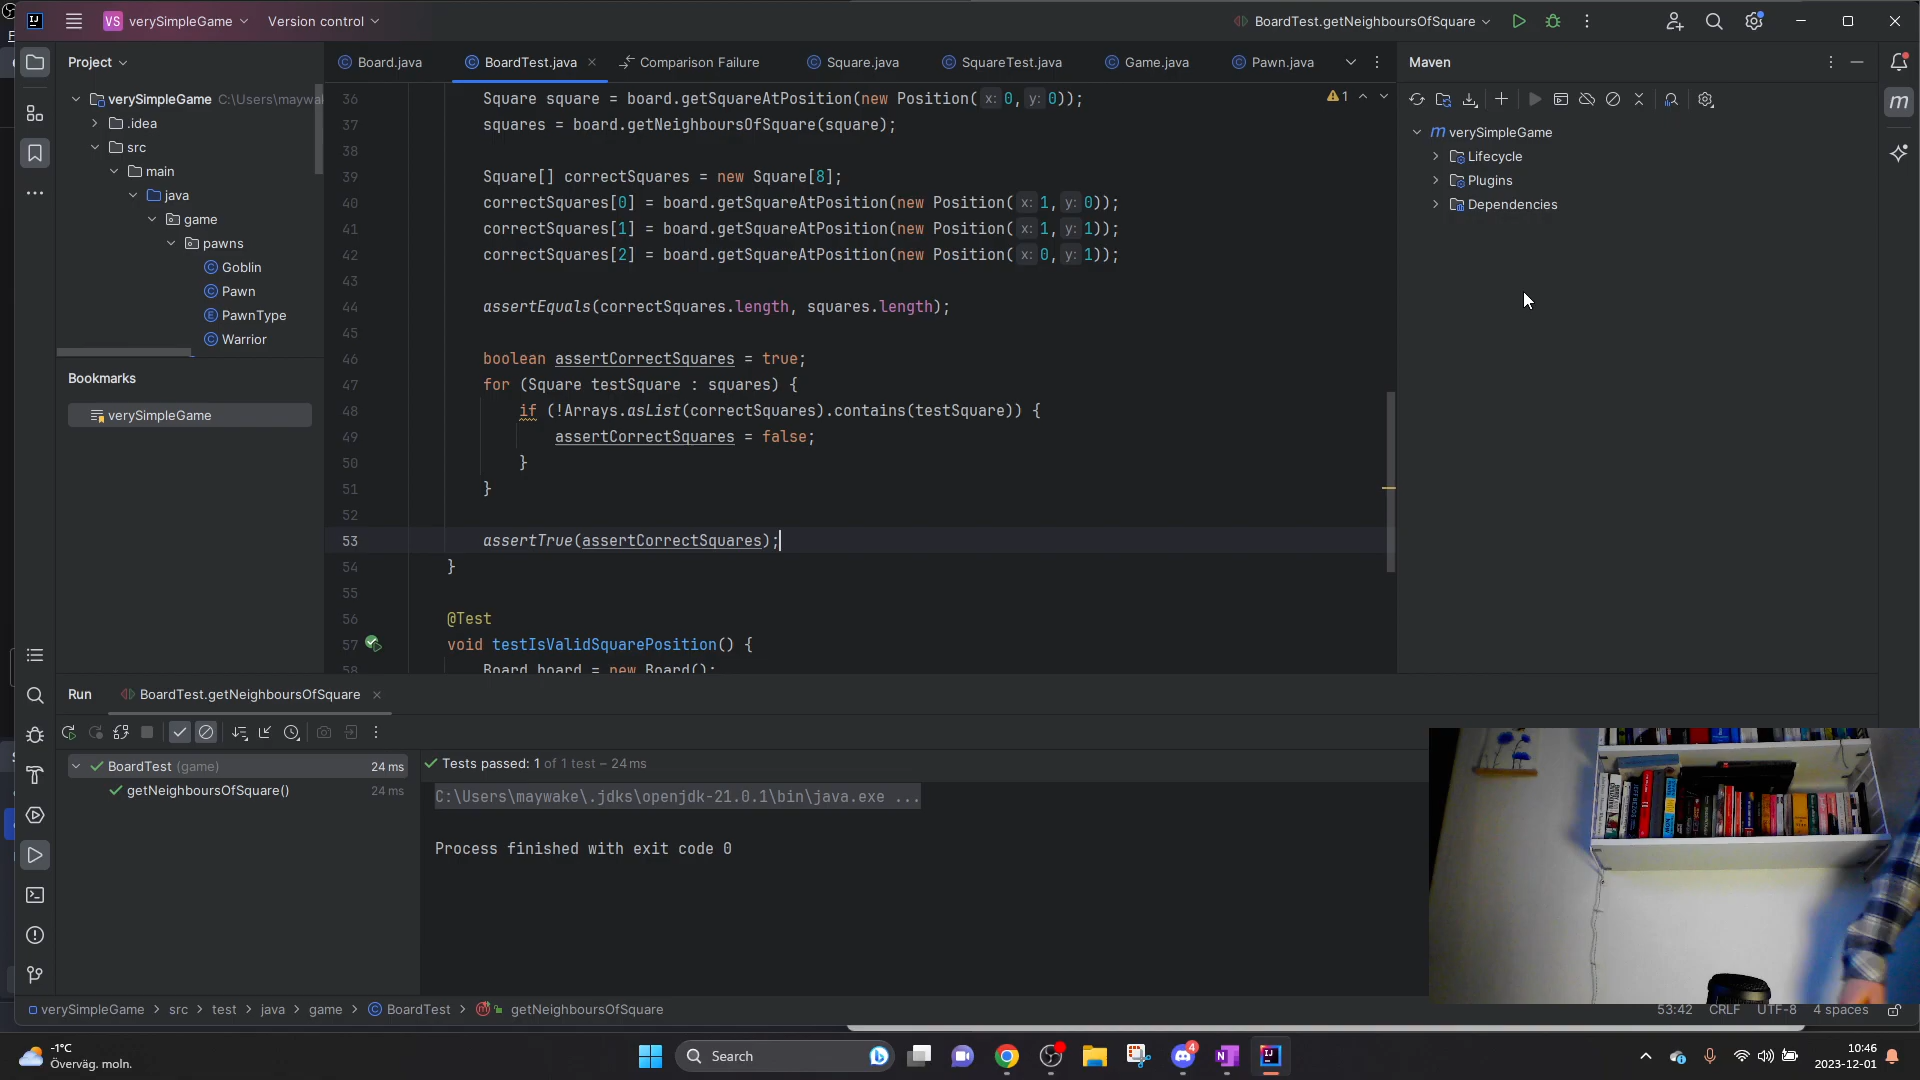 VS verySimpleGame Version control BoardTest.getNeighboursOfSquare
Project
verySimpleGame C:\Users\maywak
.idea
src
main
java
game
pawns
Goblin
Pawn
PawnType
Warrior
Bookmarks
verySimpleGame
Board.java BoardTest.java Comparison Failure Square.java SquareTest.java Game.java Pawn.java
36 Square square = board.getSquareAtPosition(new Position( x: 0, y: 0));
37 squares = board.getNeighboursOfSquare(square);
38
39 Square[] correctSquares = new Square[8];
40 correctSquares[0] = board.getSquareAtPosition(new Position( x: 1, y: 0));
41 correctSquares[1] = board.getSquareAtPosition(new Position( x: 1, y: 1));
42 correctSquares[2] = board.getSquareAtPosition(new Position( x: 0, y: 1));
43
44 assertEquals(correctSquares.length, squares.length);
45
46 boolean assertCorrectSquares = true;
47 for (Square testSquare : squares) {
48 if (!Arrays.asList(correctSquares).contains(testSquare)) {
49 assertCorrectSquares = false;
50 }
51 }
52
53 assertTrue(assertCorrectSquares);
54 }
55
56 @Test
57 void testIsValidSquarePosition() {
58 Board board = new Board();
1
Maven
m verySimpleGame
Lifecycle
Plugins
Dependencies
m
Run BoardTest.getNeighboursOfSquare
BoardTest (game) 24 ms
getNeighboursOfSquare() 24 ms
Tests passed: 1 of 1 test – 24 ms
C:\Users\maywake\.jdks\openjdk-21.0.1\bin\java.exe ...
Process finished with exit code 0
verySimpleGame > src > test > java > game > BoardTest > getNeighboursOfSquare
53:42 CRLF UTF-8 4 spaces
-1°C
Överväg. moln.
Search
4
10:46
2023-12-01